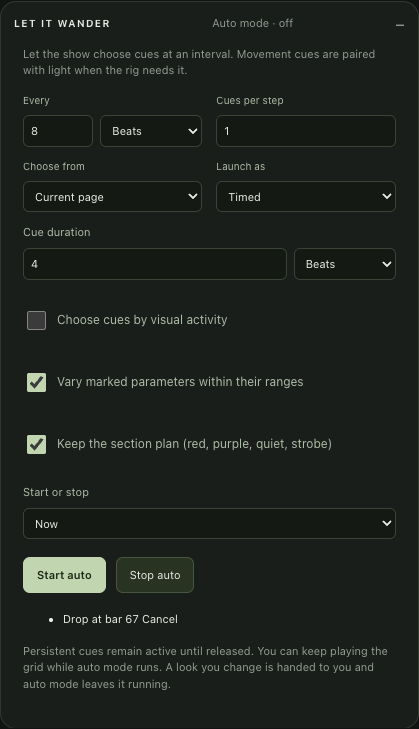 LET IT WANDER Auto mode · off –
Let the show choose cues at an interval. Movement cues are paired
with light when the rig needs it.
Every Cues per step
8 Beats 1
Choose from Launch as
Current page Timed
Cue duration
4 Beats
Choose cues by visual activity
Vary marked parameters within their ranges
Keep the section plan (red, purple, quiet, strobe)
Start or stop
Now
Start auto Stop auto
• Drop at bar 67 Cancel
Persistent cues remain active until released. You can keep playing the
grid while auto mode runs. A look you change is handed to you and
auto mode leaves it running.